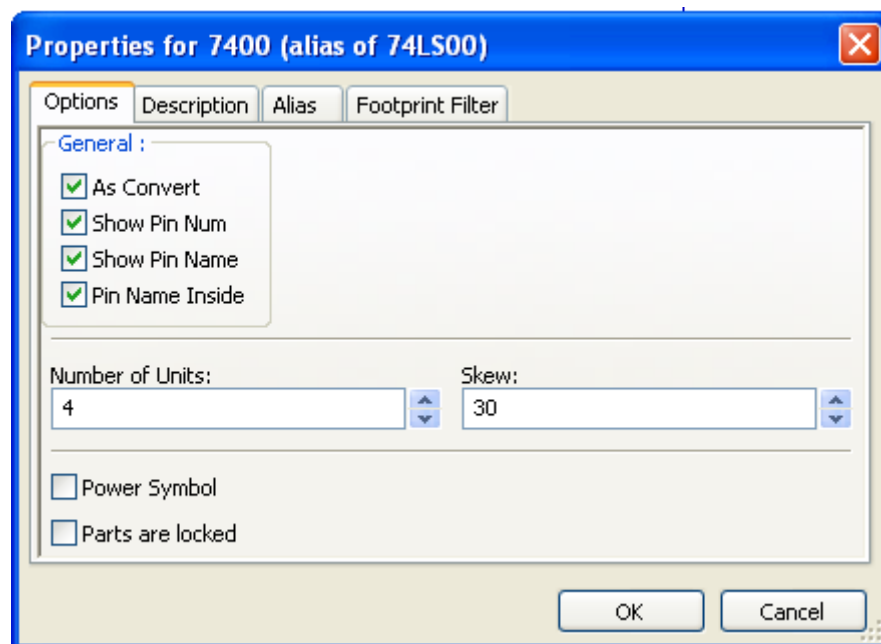 Properties for 7400 (alias of 74LS00)
Options Description Alias Footprint Filter
General :
As Convert
Show Pin Num
Show Pin Name
Pin Name Inside
Number of Units: Skew:
4 30
Power Symbol
Parts are locked
OK Cancel